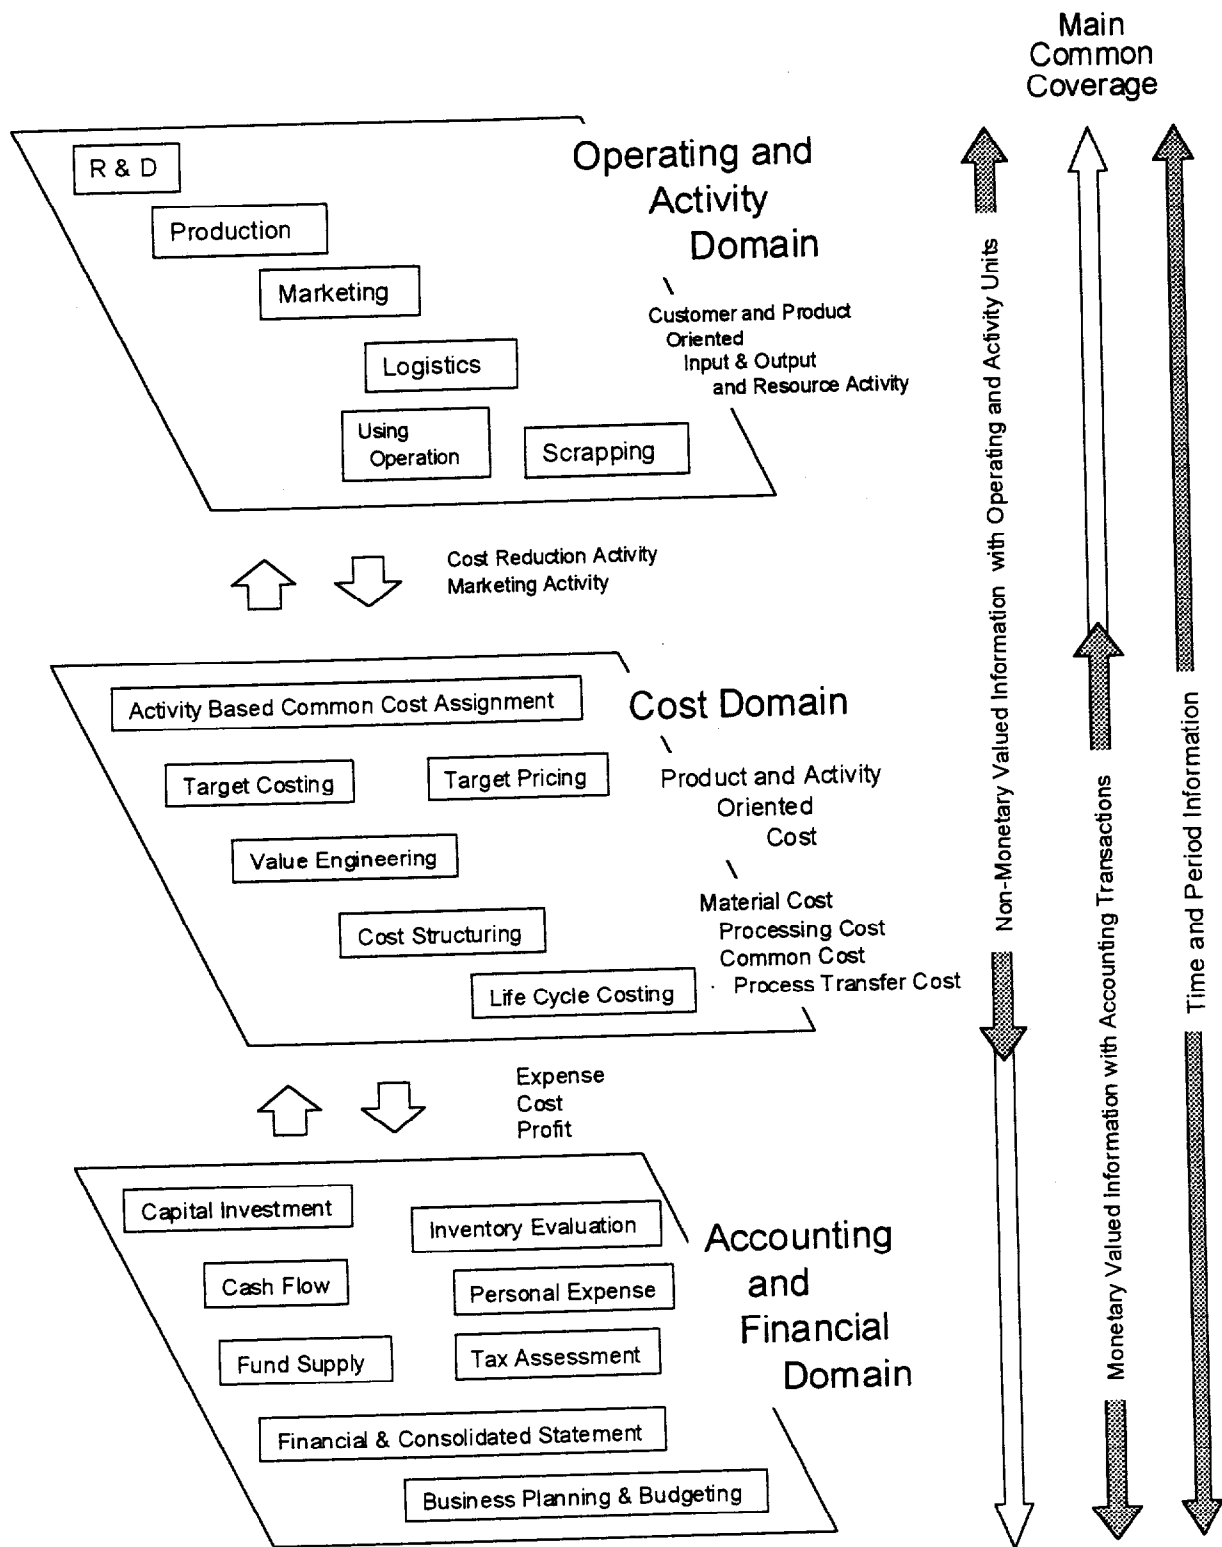 Main
Common
Coverage
R & D
Production
Marketing
Logistics
Using
Operation
Scrapping
Operating and
Activity
Domain
Customer and Product
Oriented
Input & Output
and Resource Activity
Cost Reduction Activity
Marketing Activity
Activity Based Common Cost Assignment
Target Costing
Target Pricing
Value Engineering
Cost Structuring
Life Cycle Costing
Cost Domain
Product and Activity
Oriented
Cost
Material Cost
Processing Cost
Common Cost
Process Transfer Cost
Expense
Cost
Profit
Capital Investment
Inventory Evaluation
Cash Flow
Personal Expense
Fund Supply
Tax Assessment
Financial & Consolidated Statement
Business Planning & Budgeting
Accounting
and
Financial
Domain
Non-Monetary Valued Information with Operating and Activity Units
Monetary Valued Information with Accounting Transactions
Time and Period Information